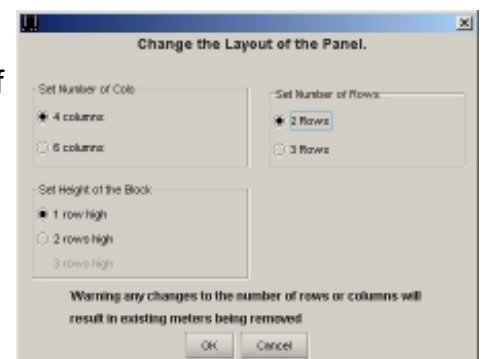 Change the Layout of the Panel.
f
Set Number of Cols
4 columns
6 columns
Set Number of Rows
2 Rows
3 Rows
Set Height of the Block
1 row high
2 rows high
3 rows high
Warning any changes to the number of rows or columns will
result in existing meters being removed
OK
Cancel